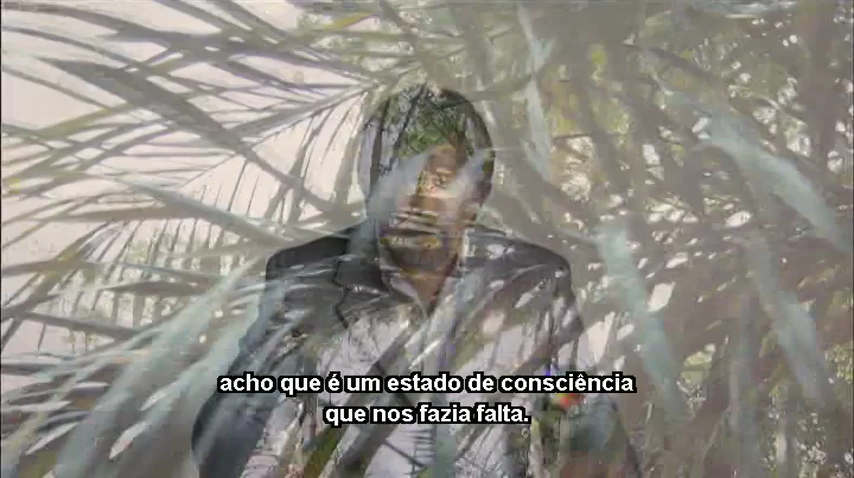 acho que é um estado de consciência
que nos fazia falta.